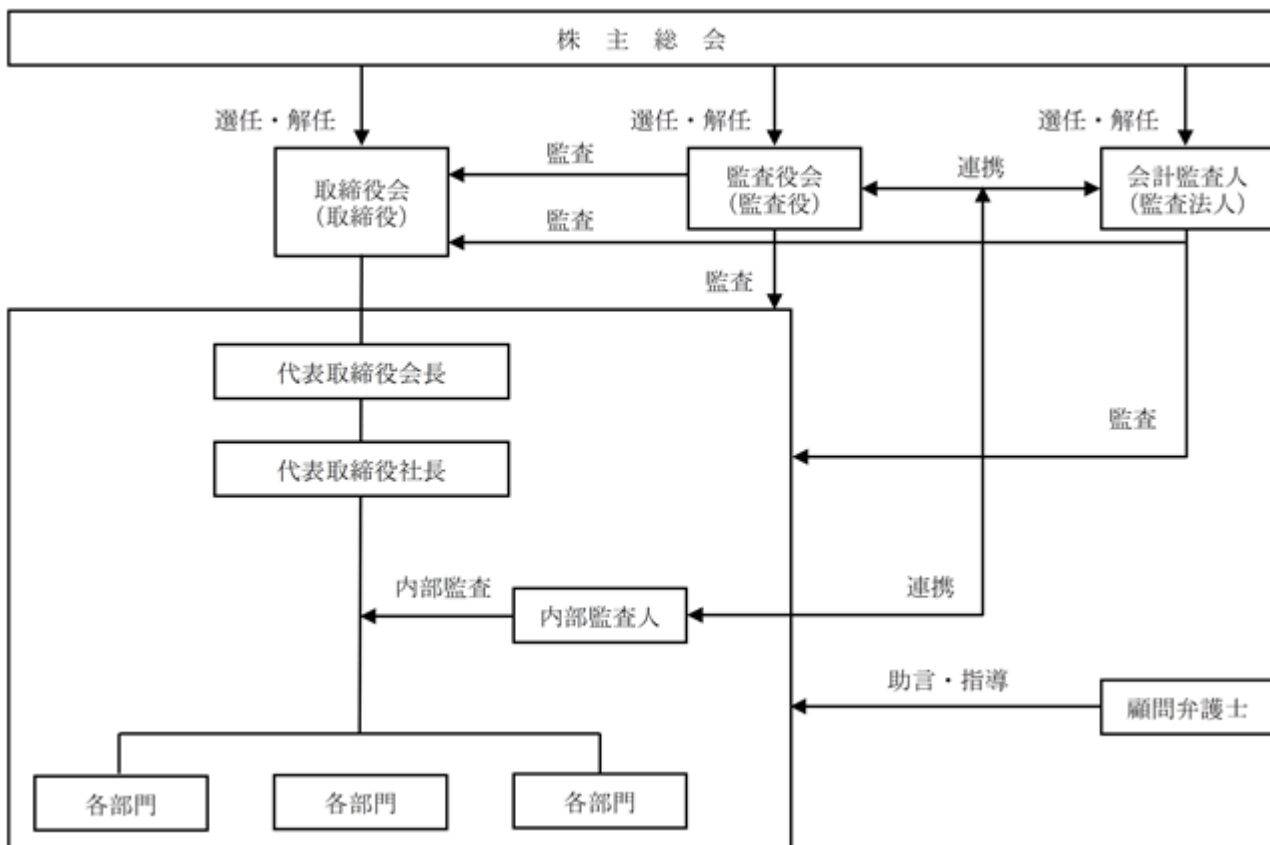 株 主 総 会
選任・解任
選任・解任
選任・解任
監査
取締役会
(取締役)
監査役会
(監査役)
連携
会計監査人
(監査法人)
監査
監査
代表取締役会長
監査
代表取締役社長
内部監査
内部監査人
連携
助言・指導
顧問弁護士
各部門
各部門
各部門